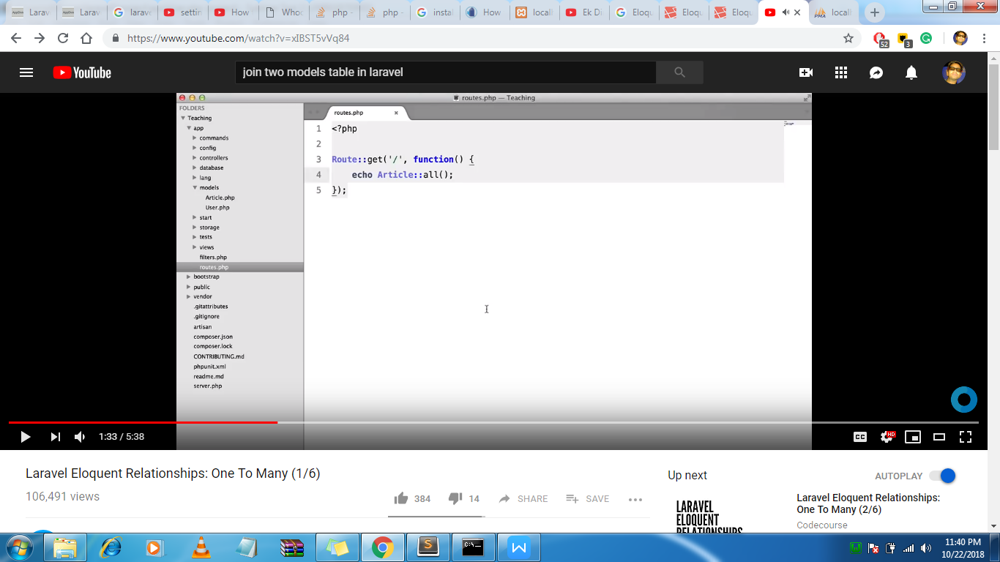 Larav
Larav
larave
settin
How t
Whoc
php -
php -
instal
How
locall
Ek Di
Eloqu
Eloqu
Eloqu
PMA
locall
https://www.youtube.com/watch?v=xIBST5vVq84
52
3
YouTube
join two models table in laravel
routes.php — Teaching
FOLDERS
Teaching
app
commands
config
controllers
database
lang
models
Article.php
User.php
start
storage
tests
views
filters.php
routes.php
bootstrap
public
vendor
.gitattributes
.gitignore
artisan
composer.json
composer.lock
CONTRIBUTING.md
phpunit.xml
readme.md
server.php
routes.php
1 <?php
2
3 Route::get('/', function() {
4 echo Article::all();
5 });
1:33 / 5:38
CC
HD
Laravel Eloquent Relationships: One To Many (1/6)
106,491 views
384
14
SHARE
SAVE
Up next
AUTOPLAY
LARAVEL
ELOQUENT
RELATIONSHIPS
Laravel Eloquent Relationships:
One To Many (2/6)
Codecourse
C:\
S
W
11:40 PM
10/22/2018